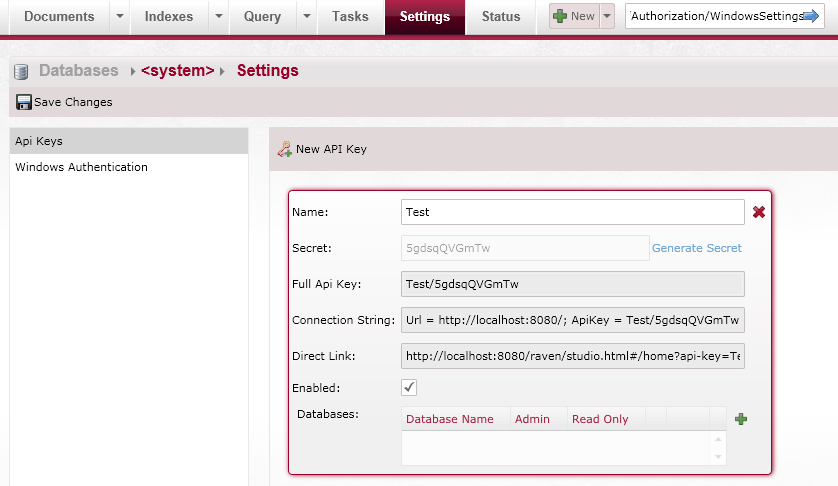 Documents Indexes Query Tasks Settings Status New 'Authorization/WindowsSettings
Databases <system> Settings
Save Changes
Api Keys
Windows Authentication
New API Key
Name: Test
Secret: 5gdsqQVGmTw Generate Secret
Full Api Key: Test/5gdsqQVGmTw
Connection String: Url = http://localhost:8080/; ApiKey = Test/5gdsqQVGmTw
Direct Link: http://localhost:8080/raven/studio.html#/home?api-key=Te
Enabled:
Databases: Database Name Admin Read Only